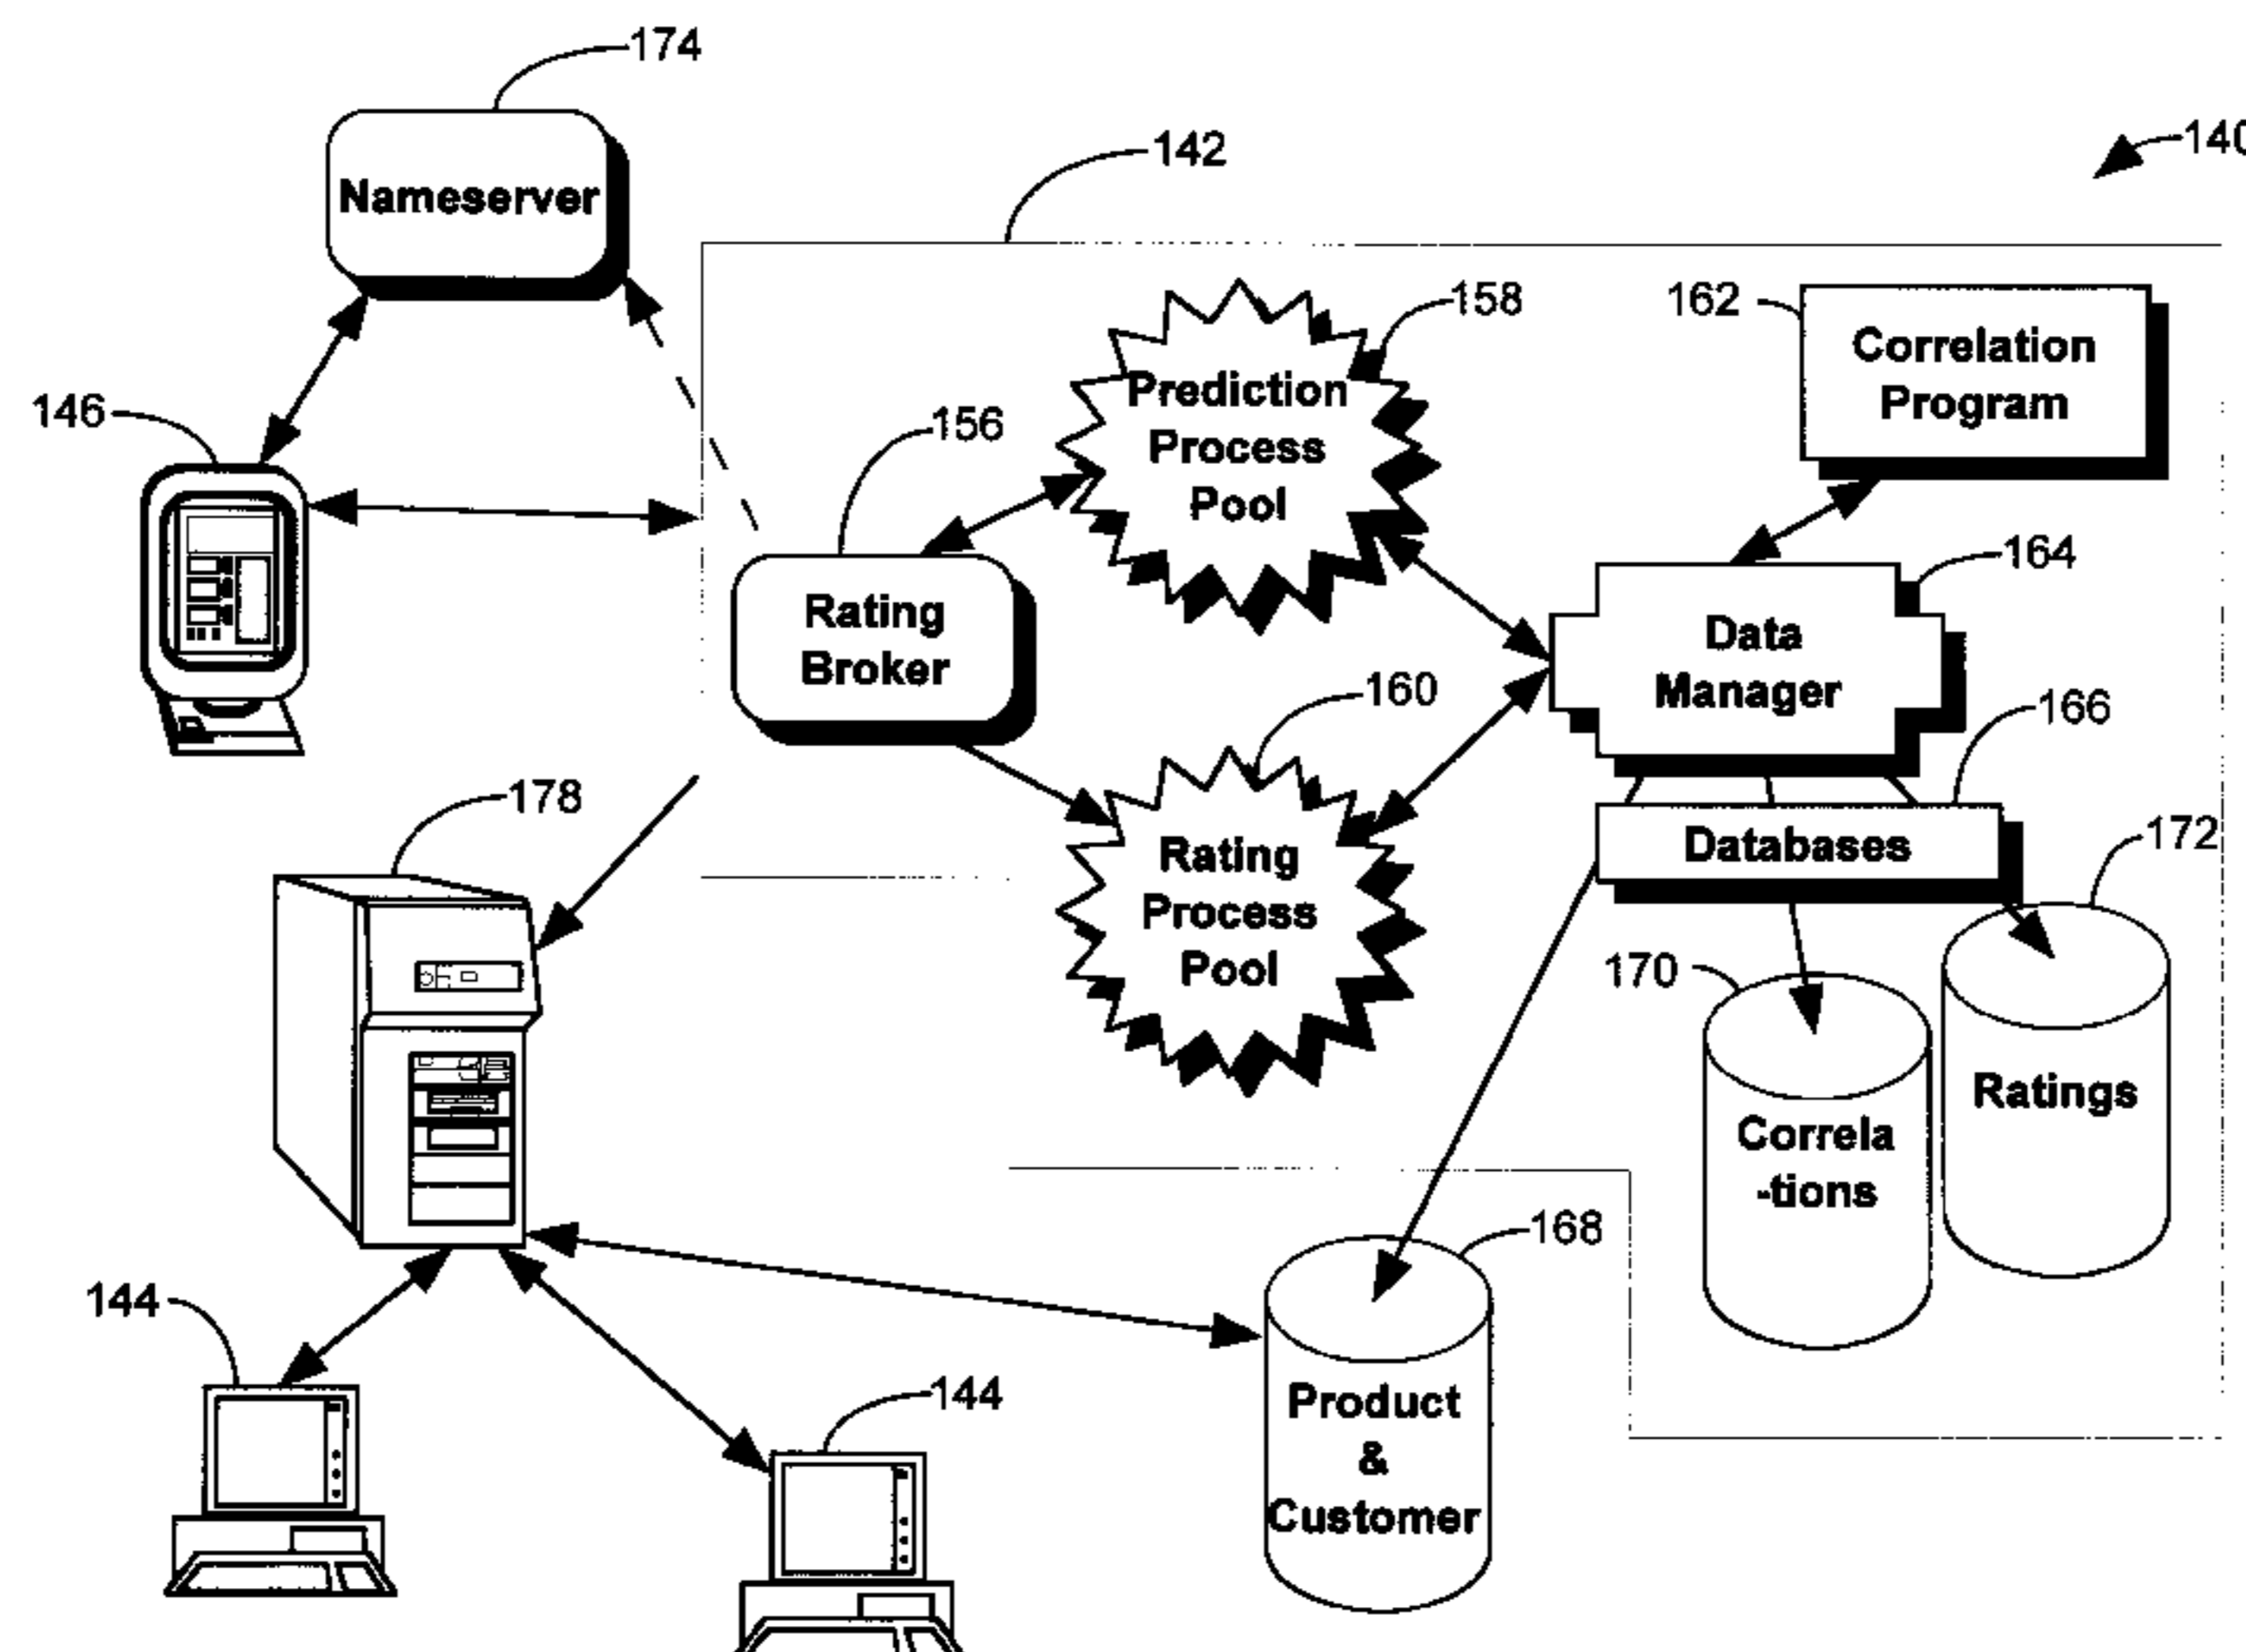 174
Nameserver
142
140
158
162
Correlation
Program
Prediction
Process
Pool
146
156
164
Rating
Broker
Data
Manager
160
166
178
Databases
172
Rating
Process
Pool
170
Ratings
Correla
-tions
168
144
144
Product
&
Customer